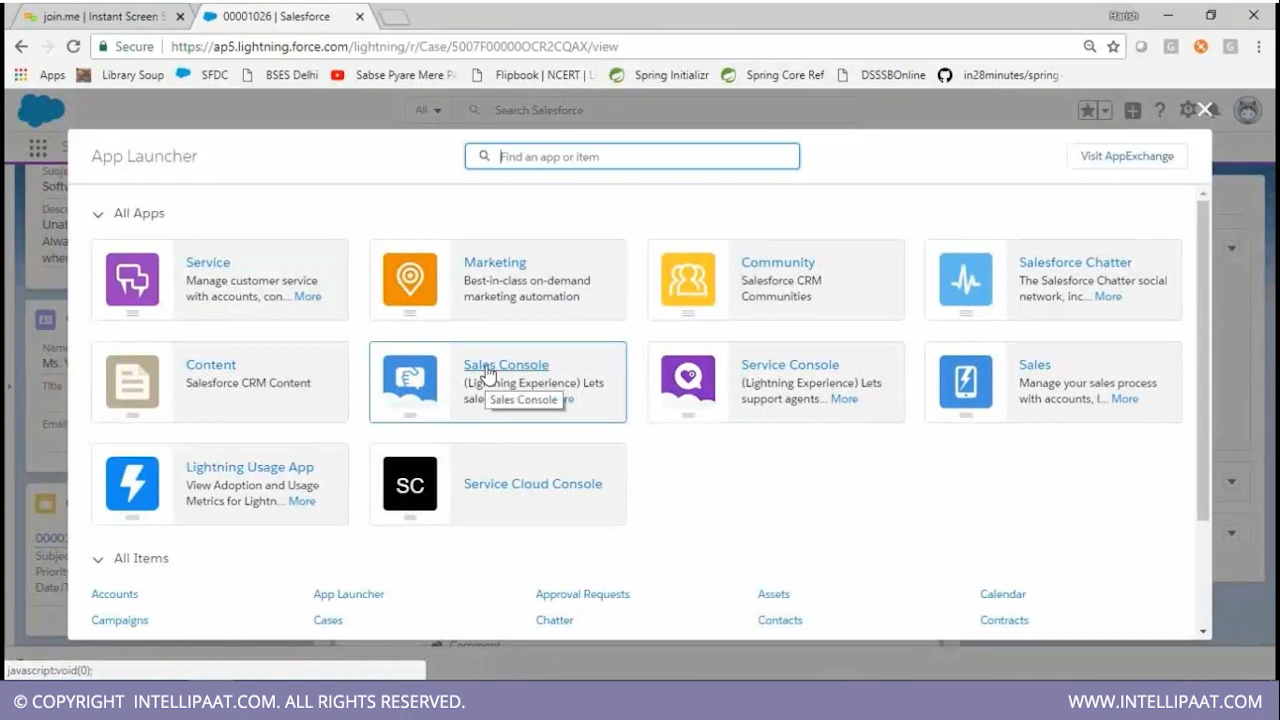 join.me | Instant Screen S
00001026 | Salesforce
Harish
Secure
https://ap5.lightning.force.com/lightning/r/Case/5007F00000OCR2CQAX/view
Apps
Library Soup
SFDC
BSES Delhi
Sabse Pyare Mere P
Flipbook | NCERT | L
Spring Initializr
Spring Core Ref
DSSSBOnline
in28minutes/spring-
All
Search Salesforce
App Launcher
Find an app or item
Visit AppExchange
All Apps
Service
Manage customer service
with accounts, con... More
Marketing
Best-in-class on-demand
marketing automation
Community
Salesforce CRM
Communities
Salesforce Chatter
The Salesforce Chatter social
network, inc... More
Content
Salesforce CRM Content
Sales Console
(Lightning Experience) Lets
Sales Console
Service Console
(Lightning Experience) Lets
support agents... More
Sales
Manage your sales process
with accounts, l... More
Lightning Usage App
View Adoption and Usage
Metrics for Lightn... More
SC
Service Cloud Console
All Items
Accounts
App Launcher
Approval Requests
Assets
Calendar
Campaigns
Cases
Chatter
Contacts
Contracts
javascript:void(0);
© COPYRIGHT INTELLIPAAT.COM. ALL RIGHTS RESERVED.
WWW.INTELLIPAAT.COM